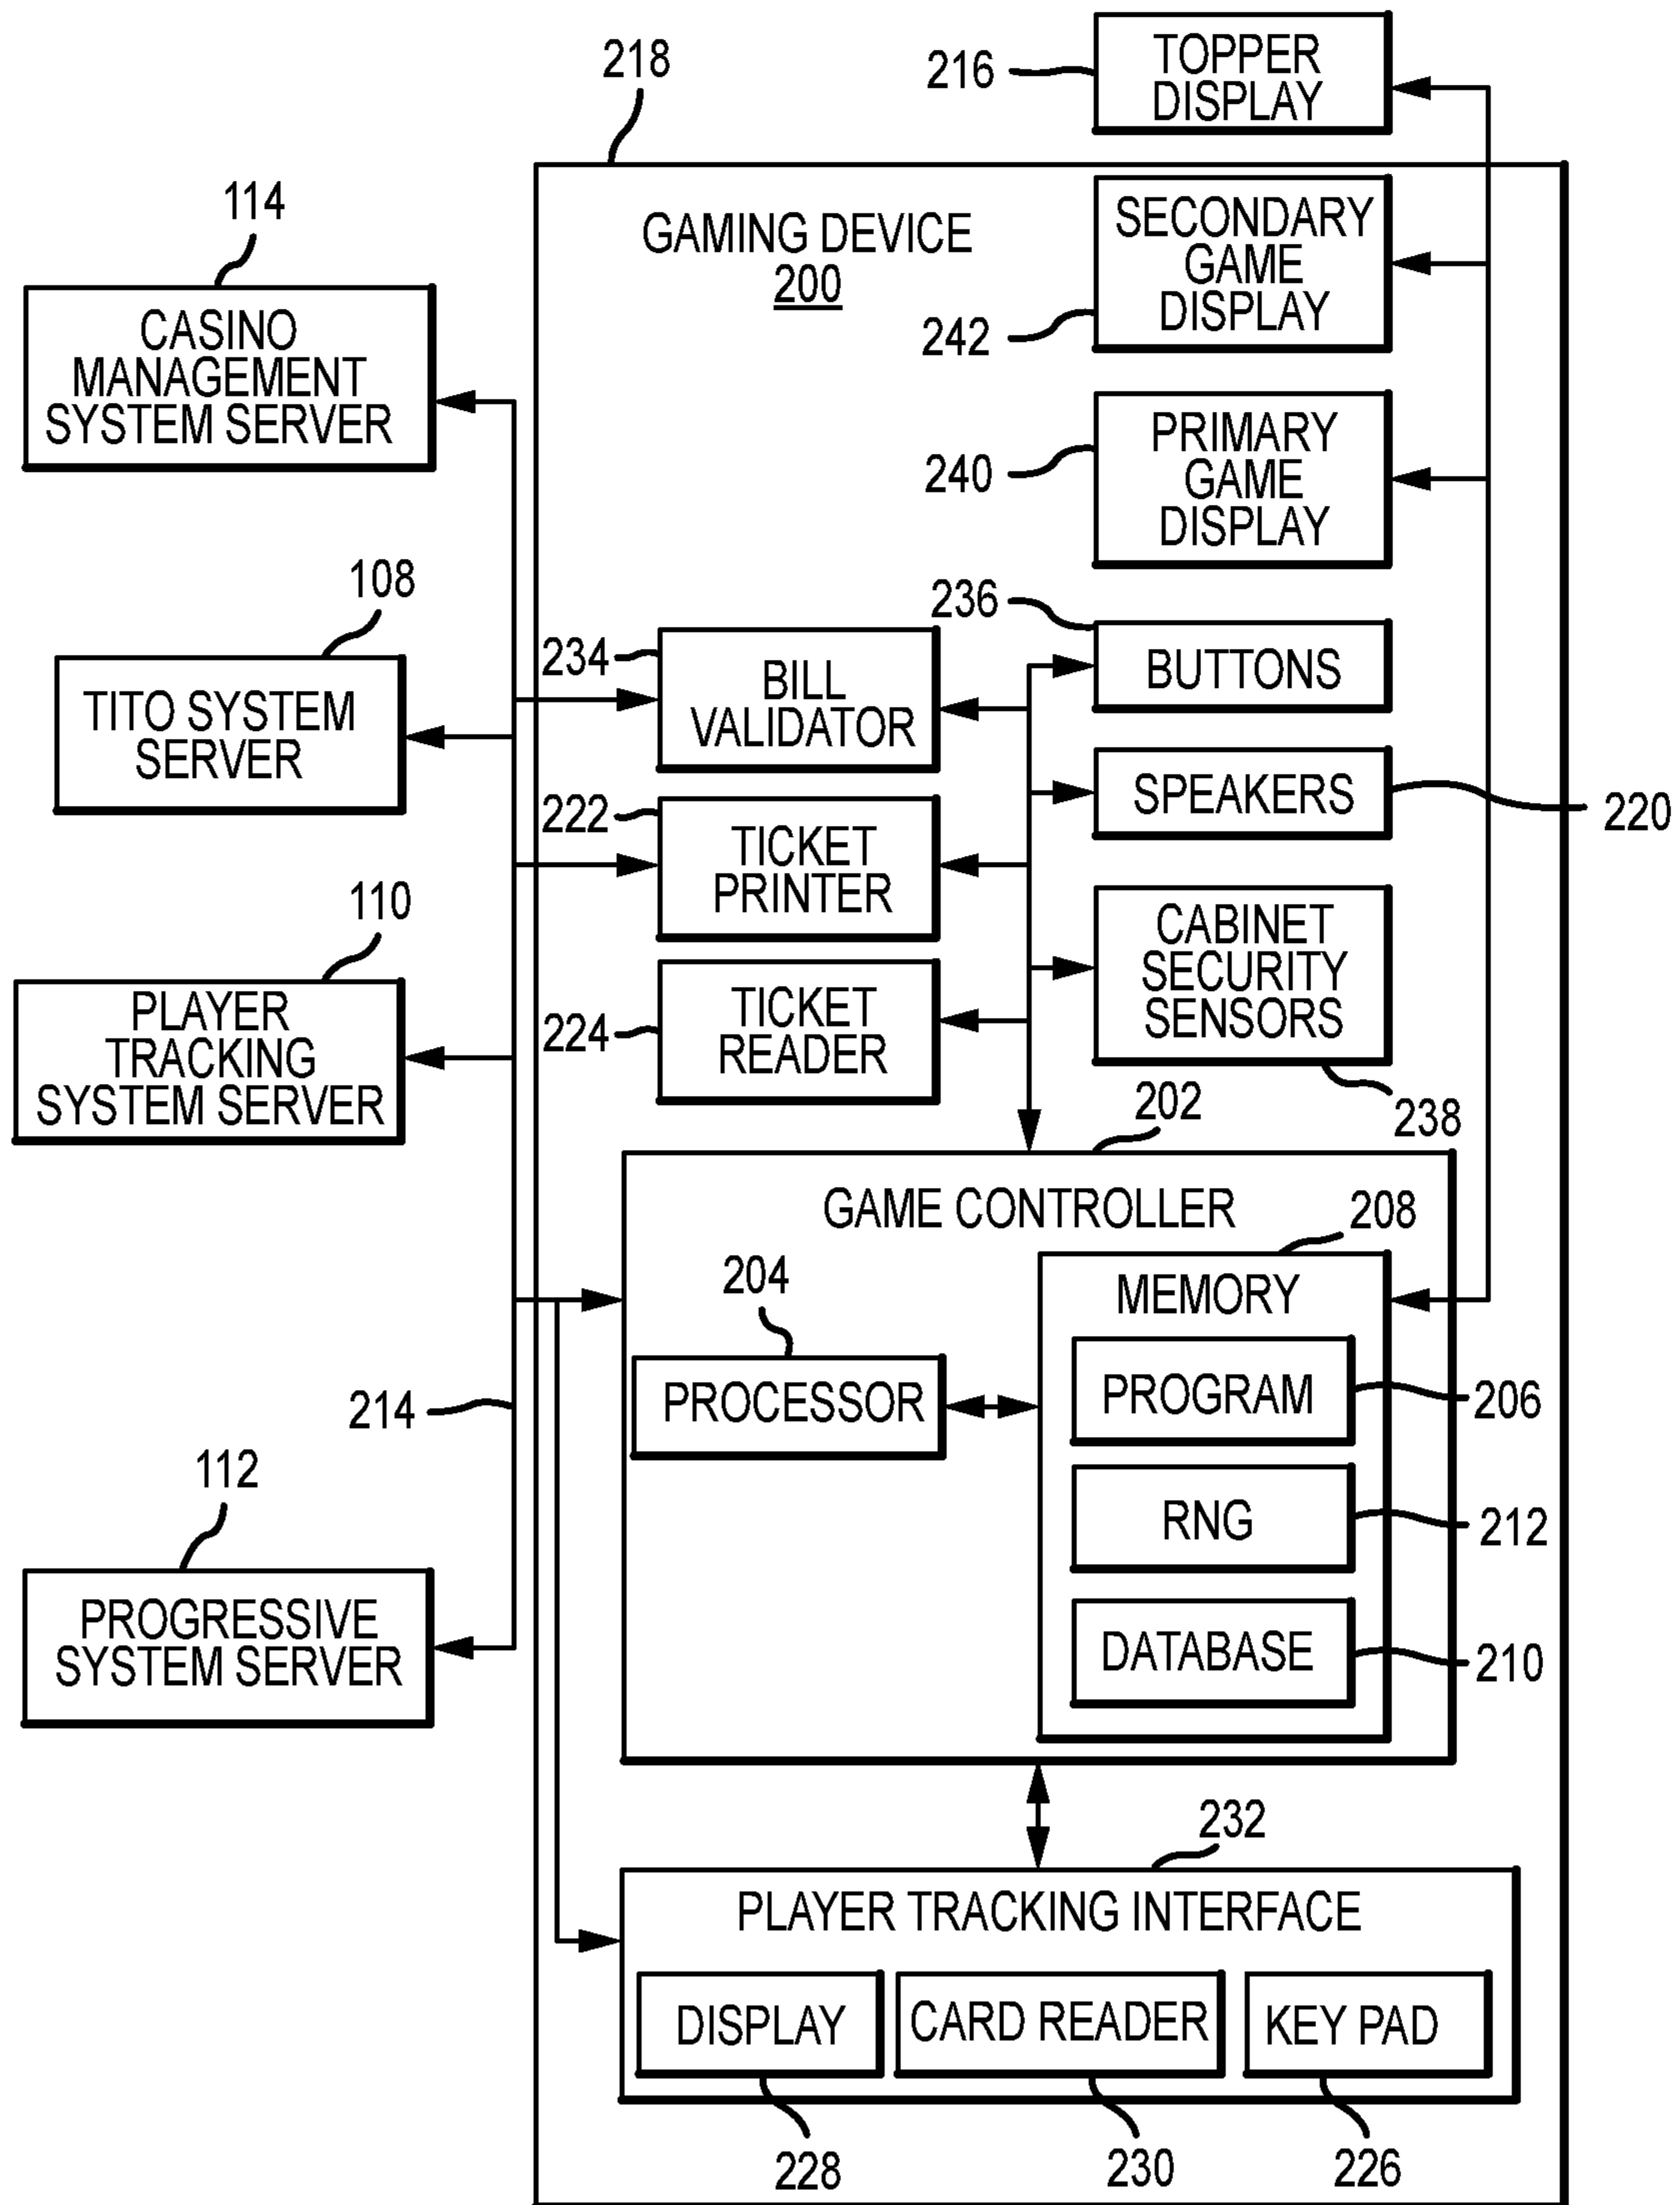 216
TOPPER
DISPLAY
218
114
GAMING DEVICE
200
SECONDARY
GAME
DISPLAY
242
CASINO
MANAGEMENT
SYSTEM SERVER
PRIMARY
GAME
DISPLAY
240
108
236
BUTTONS
234
BILL
VALIDATOR
TITO SYSTEM
SERVER
SPEAKERS
220
222
TICKET
PRINTER
110
CABINET
SECURITY
SENSORS
238
PLAYER
TRACKING
SYSTEM SERVER
224
TICKET
READER
202
GAME CONTROLLER
208
204
MEMORY
PROCESSOR
PROGRAM
206
214
112
RNG
212
PROGRESSIVE
SYSTEM SERVER
DATABASE
210
232
PLAYER TRACKING INTERFACE
DISPLAY
CARD READER
KEY PAD
228
230
226